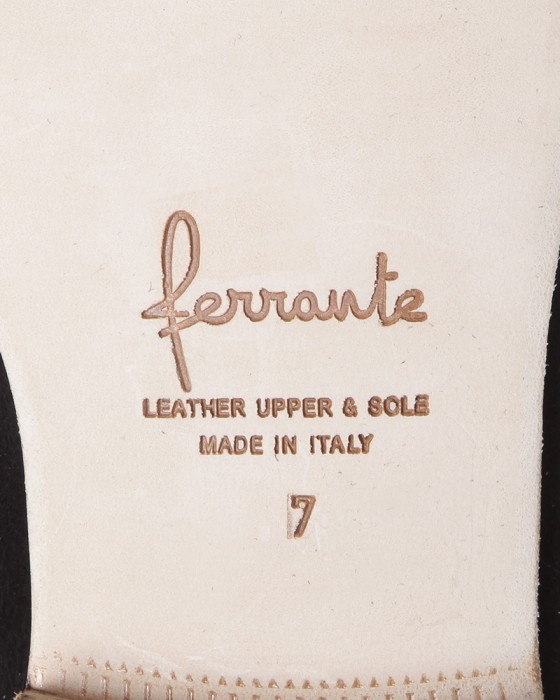 ferrante
LEATHER UPPER & SOLE
MADE IN ITALY
7